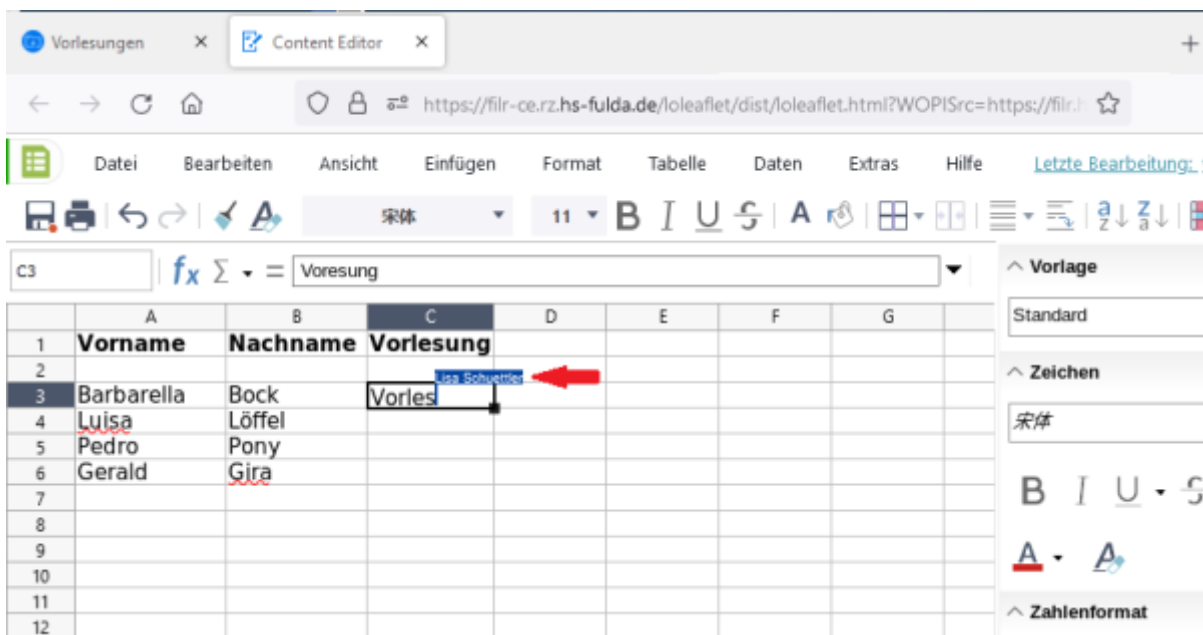 Vorlesungen Content Editor
https://filr-ce.rz.hs-fulda.de/loleaflet/dist/loleaflet.html?WOPISrc=https://filr.h
Datei Bearbeiten Ansicht Einfügen Format Tabelle Daten Extras Hilfe Letzte Bearbeitung:
宋体 11 B I U S A
C3 fx Σ = Voresung
Vorlage
Standard
Zeichen
宋体
B I U S
A A
Zahlenformat
A B C D E F G
1 Vorname Nachname Vorlesung
2 Lisa Schuettler
3 Barbarella Bock Vorles
4 Luisa Löffel
5 Pedro Pony
6 Gerald Gira
7
8
9
10
11
12